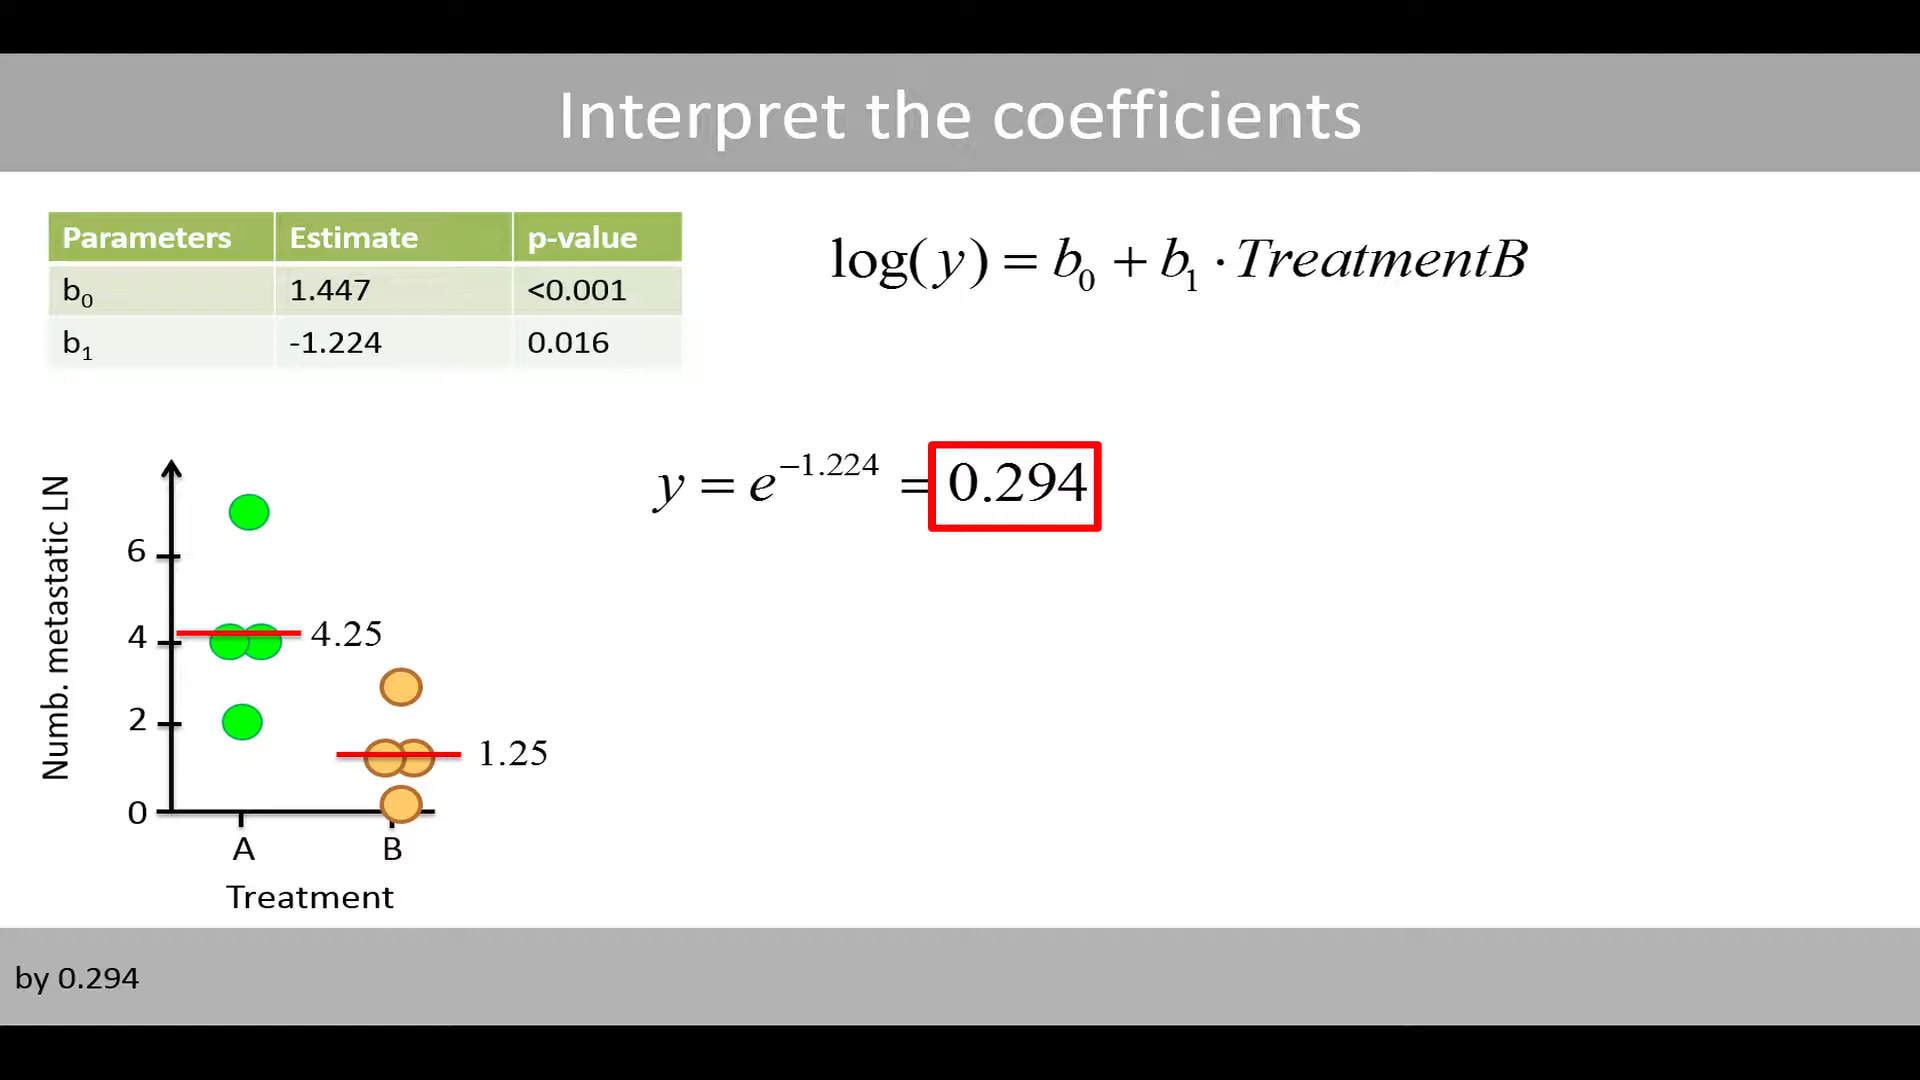 Interpret the coefficients
Parameters Estimate p-value
b₀ 1.447 <0.001
b₁ -1.224 0.016
log(y) = b₀ + b₁ · TreatmentB
y = e^−1.224 = 0.294
Numb. metastatic LN
6
4
2
0
4.25
1.25
A B
Treatment
by 0.294